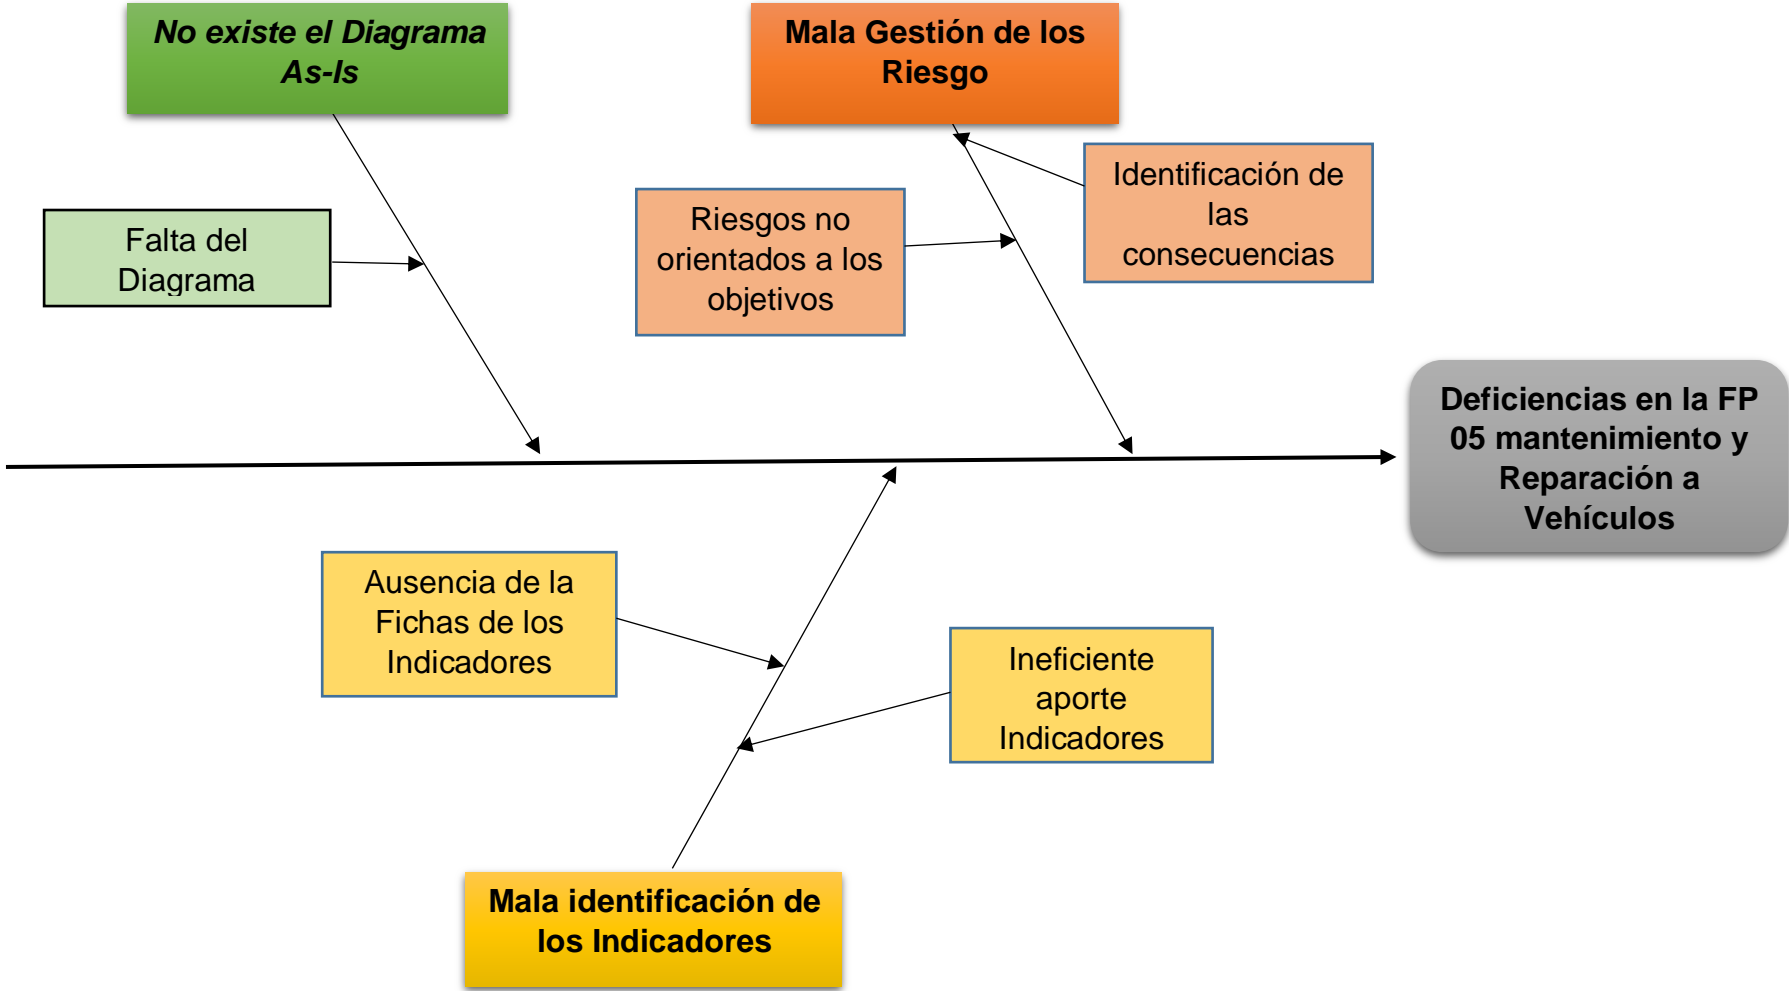 No existe el Diagrama
As-Is
Mala Gestión de los
Riesgo
Identificación de
las
consecuencias
Riesgos no
orientados a los
objetivos
Falta del
Diagrama
Deficiencias en la FP
05 mantenimiento y
Reparación a
Vehículos
Ausencia de la
Fichas de los
Indicadores
Ineficiente
aporte
Indicadores
Mala identificación de
los Indicadores